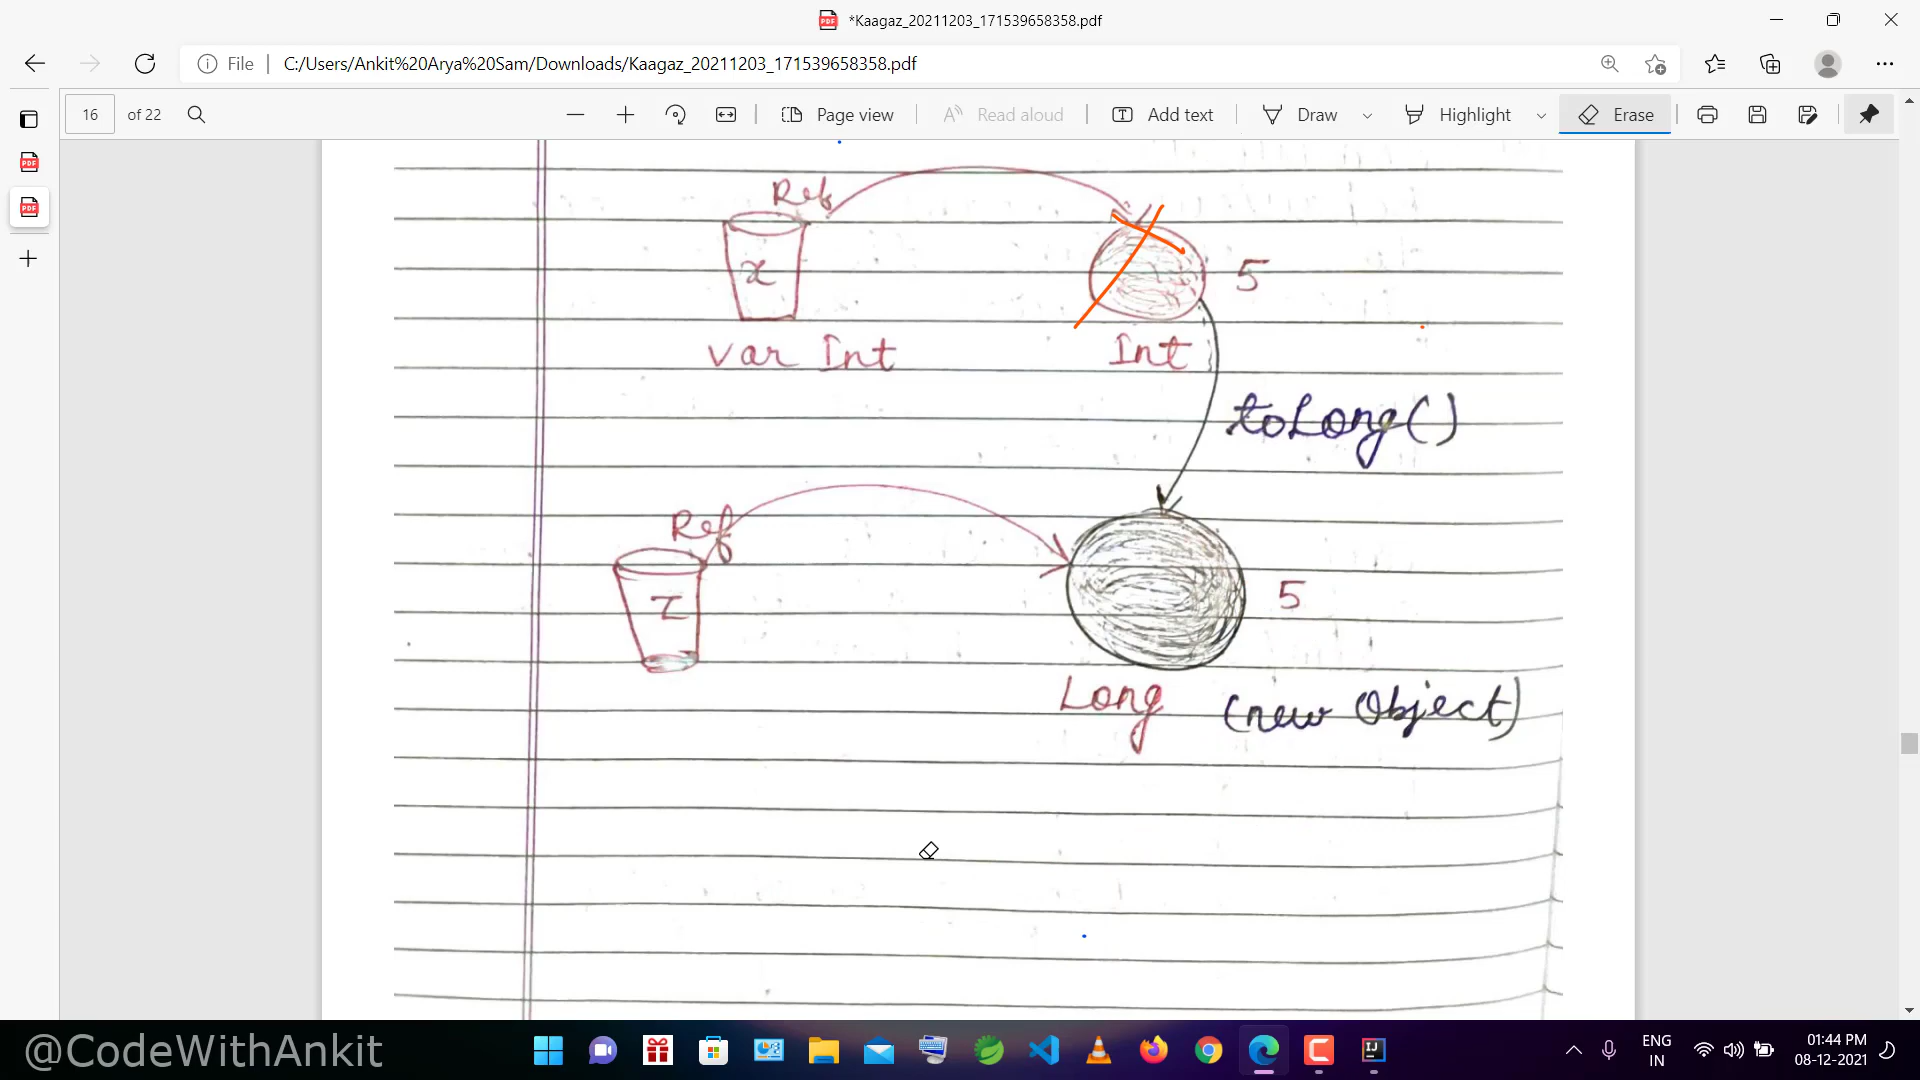 *Kaagaz_20211203_171539658358.pdf
File C:/Users/Ankit%20Arya%20Sam/Downloads/Kaagaz_20211203_171539658358.pdf
16 of 22 Page view Read aloud Add text Draw Highlight Erase
Ref
x
5
var Int
Int
toLong()
Ref
Z
5
Long (new Object)
@CodeWithAnkit
ENG
IN
01:44 PM
08-12-2021